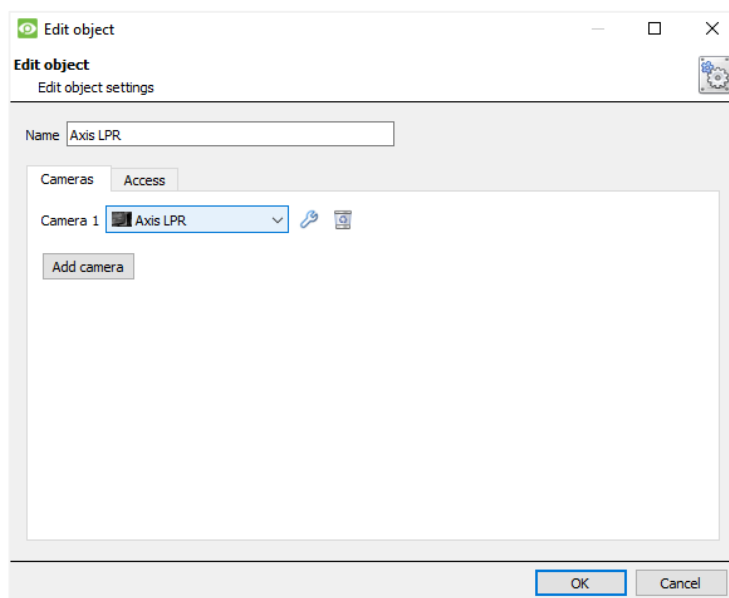 Edit object
Edit object
Edit object settings
Name Axis LPR
Cameras Access
Camera 1 Axis LPR
Add camera
OK Cancel